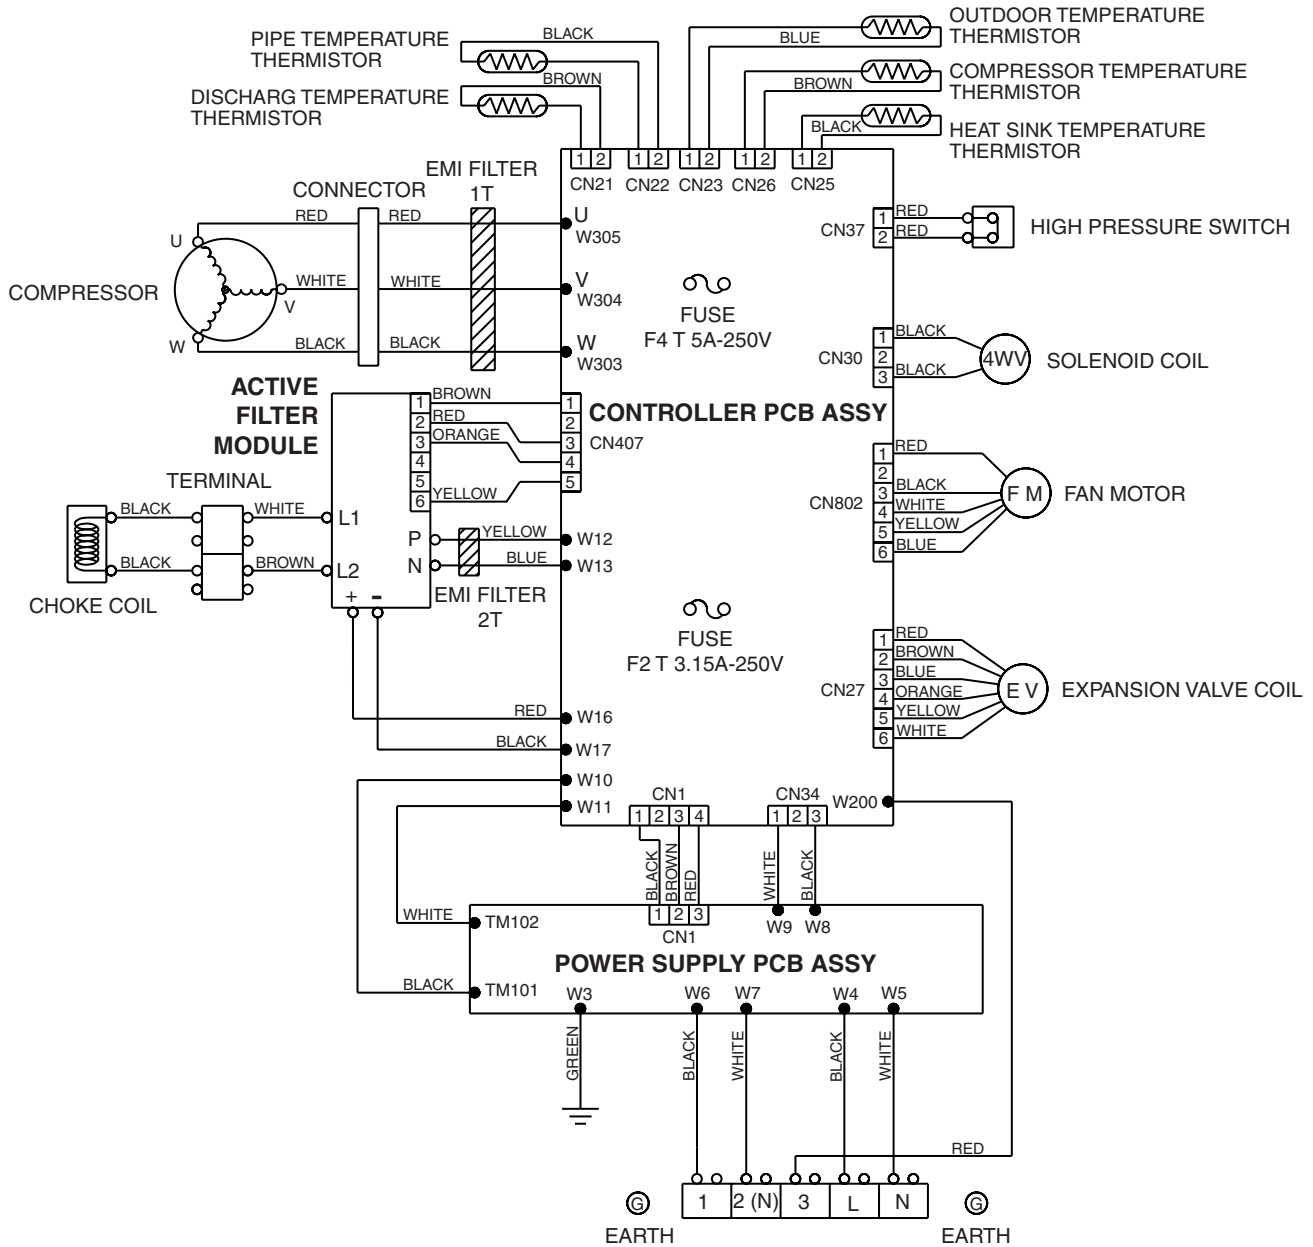 PIPE TEMPERATURE
THERMISTOR
BLACK
BROWN
DISCHARG TEMPERATURE
THERMISTOR
BLUE
OUTDOOR TEMPERATURE
THERMISTOR
BROWN
COMPRESSOR TEMPERATURE
THERMISTOR
BLACK
HEAT SINK TEMPERATURE
THERMISTOR
1 2
1 2
1 2
1 2
1 2
CN21
CN22
CN23
CN26
CN25
EMI FILTER
1T
CONNECTOR
RED
RED
U
U
W305
COMPRESSOR
WHITE
WHITE
V
V
W304
W
BLACK
BLACK
W
W303
CN37
1
2
RED
RED
HIGH PRESSURE SWITCH
FUSE
F4 T 5A-250V
CN30
1
2
3
BLACK
BLACK
4WV
SOLENOID COIL
CONTROLLER PCB ASSY
ACTIVE
FILTER
MODULE
1
2
3
4
5
6
BROWN
RED
ORANGE
YELLOW
1
2
3
4
5
CN407
CN802
1
2
3
4
5
6
RED
BLACK
WHITE
YELLOW
BLUE
F M
FAN MOTOR
TERMINAL
BLACK
WHITE
L1
BLACK
BROWN
L2
CHOKE COIL
P
N
YELLOW
BLUE
W12
W13
EMI FILTER
2T
+
-
FUSE
F2 T 3.15A-250V
CN27
1
2
3
4
5
6
RED
BROWN
BLUE
ORANGE
YELLOW
WHITE
E V
EXPANSION VALVE COIL
RED
W16
BLACK
W17
W10
W11
CN1
1 2 3 4
CN34
1 2 3
W200
BLACK
BROWN
RED
WHITE
BLACK
1 2 3
CN1
W9
W8
WHITE
TM102
BLACK
TM101
POWER SUPPLY PCB ASSY
W3
W6
W7
W4
W5
GREEN
BLACK
WHITE
BLACK
WHITE
RED
G
EARTH
1
2 (N)
3
L
N
G
EARTH